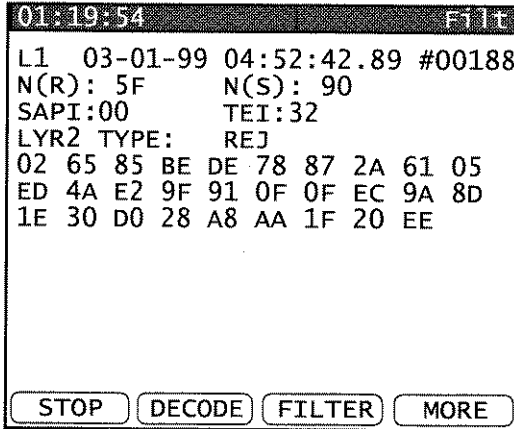 01:19:54 Filt
L1 03-01-99 04:52:42.89 #00188
N(R): 5F N(S): 90
SAPI:00 TEI:32
LYR2 TYPE: REJ
02 65 85 BE DE 78 87 2A 61 05
ED 4A E2 9F 91 0F 0F EC 9A 8D
1E 30 D0 28 A8 AA 1F 20 EE
STOP DECODE FILTER MORE